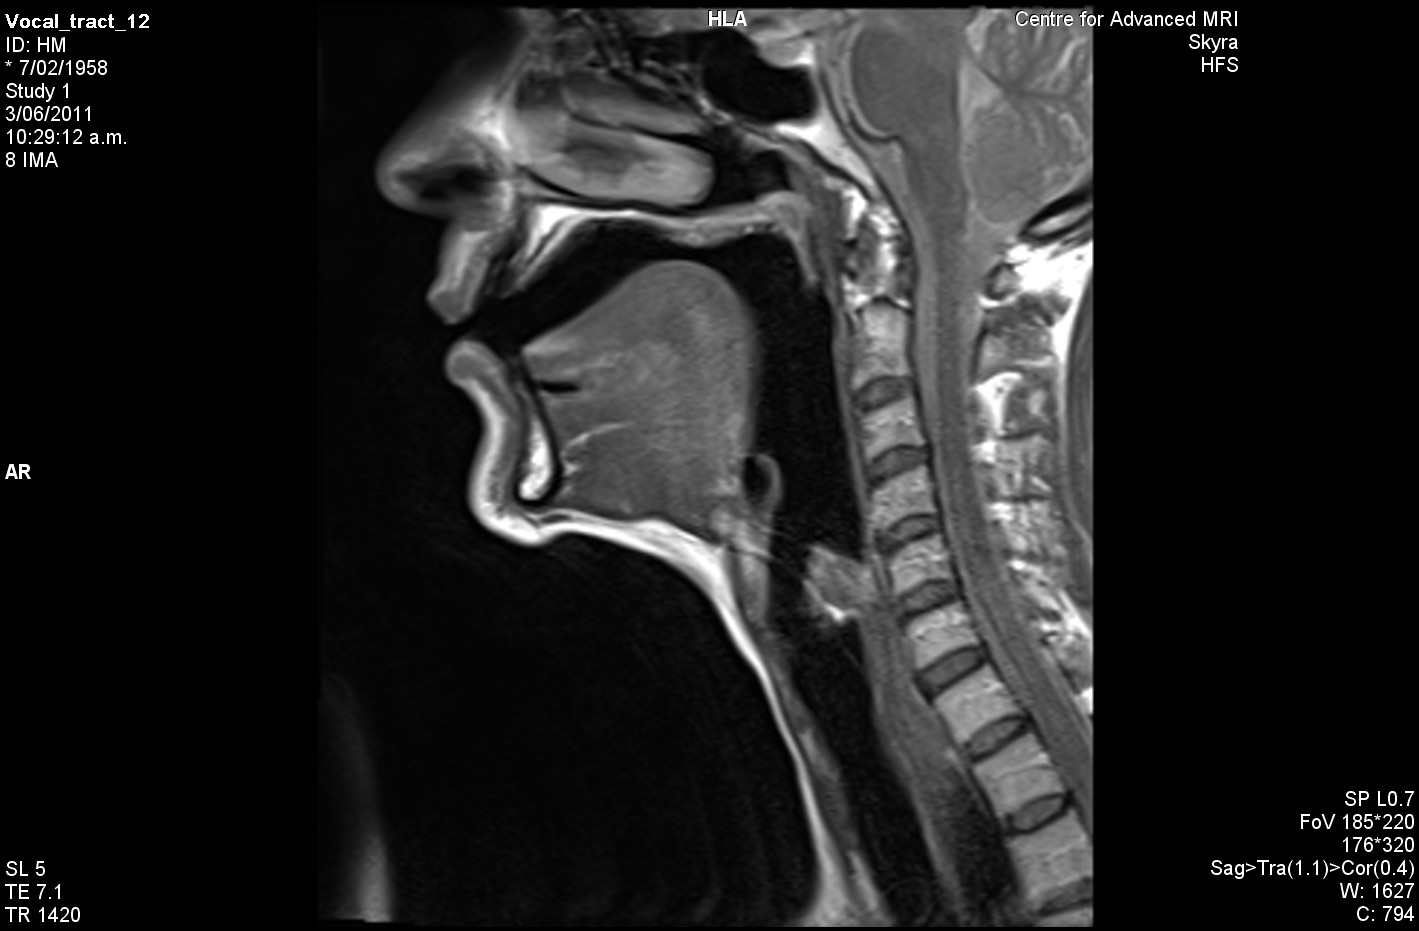 Vocal_tract_12
ID: HM
* 7/02/1958
Study 1
3/06/2011
10:29:12 a.m.
8 IMA
HLA
Centre for Advanced MRI
Skyra
HFS
AR
SL 5
TE 7.1
TR 1420
SP L0.7
FoV 185*220
176*320
Sag>Tra(1.1)>Cor(0.4)
W: 1627
C: 794